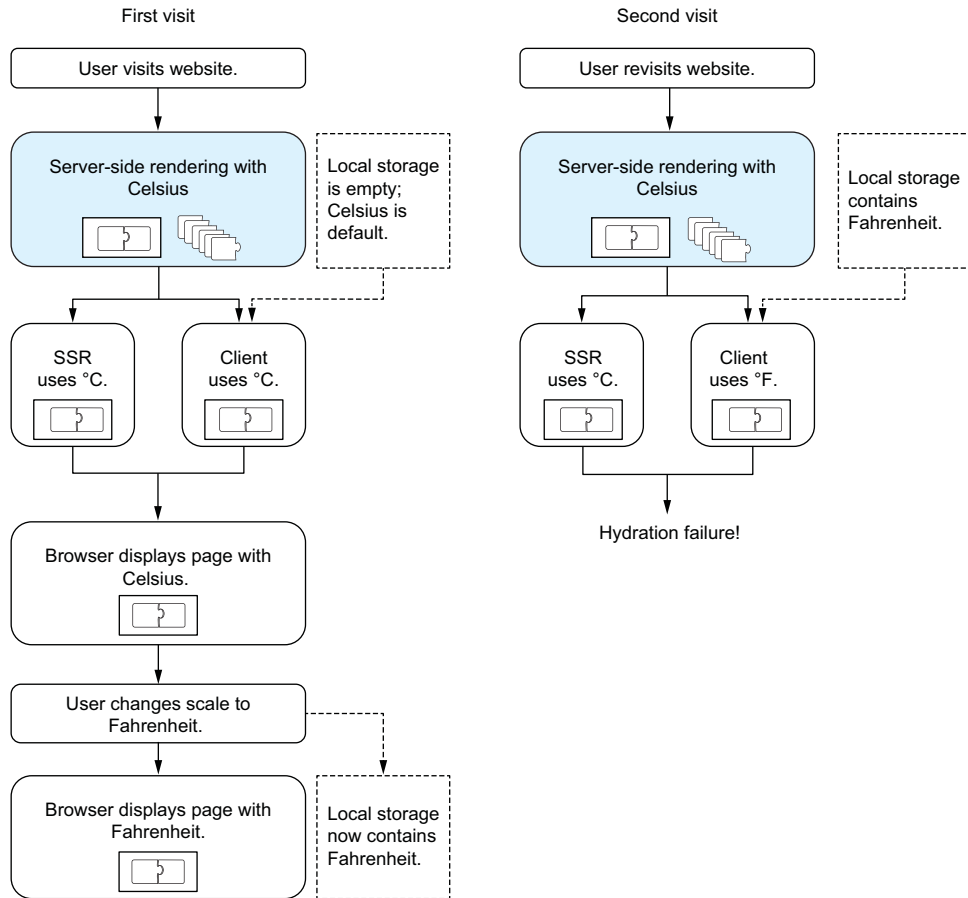 First visit
User visits website.
Server-side rendering with
Celsius
Local storage
is empty;
Celsius is
default.
SSR
uses °C.
Client
uses °C.
Browser displays page with
Celsius.
User changes scale to
Fahrenheit.
Browser displays page with
Fahrenheit.
Local storage
now contains
Fahrenheit.
Second visit
User revisits website.
Server-side rendering with
Celsius
Local storage
contains
Fahrenheit.
SSR
uses °C.
Client
uses °F.
Hydration failure!